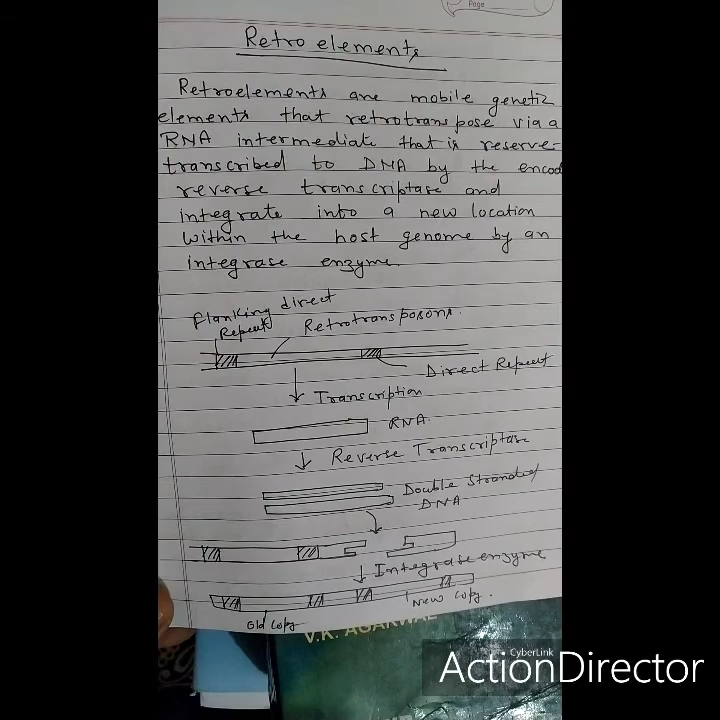 Page
Retro elements
Retroelements are mobile genetic
elements that retrotranspose via a
RNA intermediate that is reserve-
transcribed to DNA by the encod
reverse transcriptase and
integrate into a new location
within the host genome by an
integrase enzyme
Flanking direct
Repeat
Retrotransposons.
Direct Repeat
Transcription
RNA
Reverse Transcriptase
Double Stranded
DNA
Integrase enzyme
New copy.
Old copy
V.K. AGARWAL
CyberLink
ActionDirector